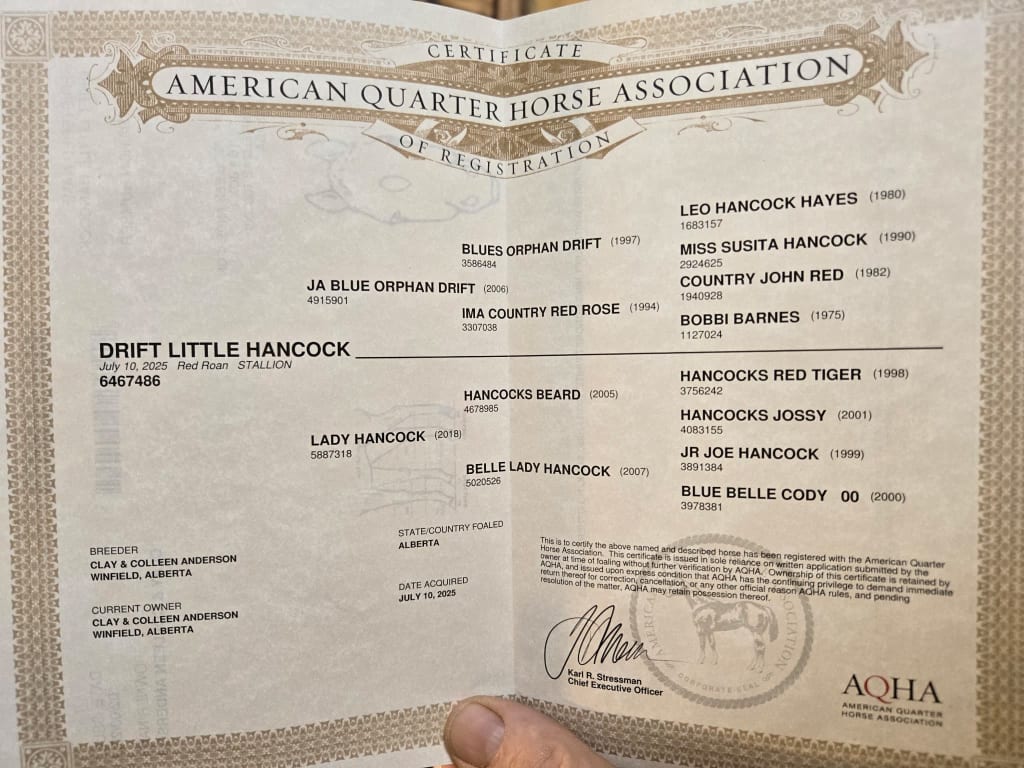 CERTIFICATE
AMERICAN QUARTER HORSE ASSOCIATION
OF REGISTRATION
LEO HANCOCK HAYES (1980)
1683157
BLUES ORPHAN DRIFT (1997)
3586484
MISS SUSITA HANCOCK (1990)
2924625
JA BLUE ORPHAN DRIFT (2006)
4915901
COUNTRY JOHN RED (1982)
1940928
IMA COUNTRY RED ROSE (1994)
3307038
BOBBI BARNES (1975)
1127024
DRIFT LITTLE HANCOCK
July 10, 2025 Red Roan STALLION
6467486
HANCOCKS RED TIGER (1998)
3756242
HANCOCKS BEARD (2005)
4678985
HANCOCKS JOSSY (2001)
4083155
LADY HANCOCK (2018)
5887318
JR JOE HANCOCK (1999)
3891384
BELLE LADY HANCOCK (2007)
5020526
BLUE BELLE CODY 00 (2000)
3978381
BREEDER
CLAY & COLLEEN ANDERSON
WINFIELD, ALBERTA
STATE/COUNTRY FOALED
ALBERTA
CURRENT OWNER
CLAY & COLLEEN ANDERSON
WINFIELD, ALBERTA
DATE ACQUIRED
JULY 10, 2025
This is to certify the above named and described horse has been registered with the American Quarter
Horse Association. This certificate is issued in sole reliance on written application submitted by the
owner at time of foaling without further verification by AQHA. Ownership of this certificate is retained by
AQHA, and issued upon express condition that AQHA has the continuing privilege to demand immediate
return thereof for correction, cancellation, or any other official reason AQHA rules, and pending
resolution of the matter, AQHA may retain possession thereof.
Karl R. Stressman
Chief Executive Officer
AMERICAN ASSOCIATION
CORPORATE SEAL OF
AQHA
AMERICAN QUARTER
HORSE ASSOCIATION